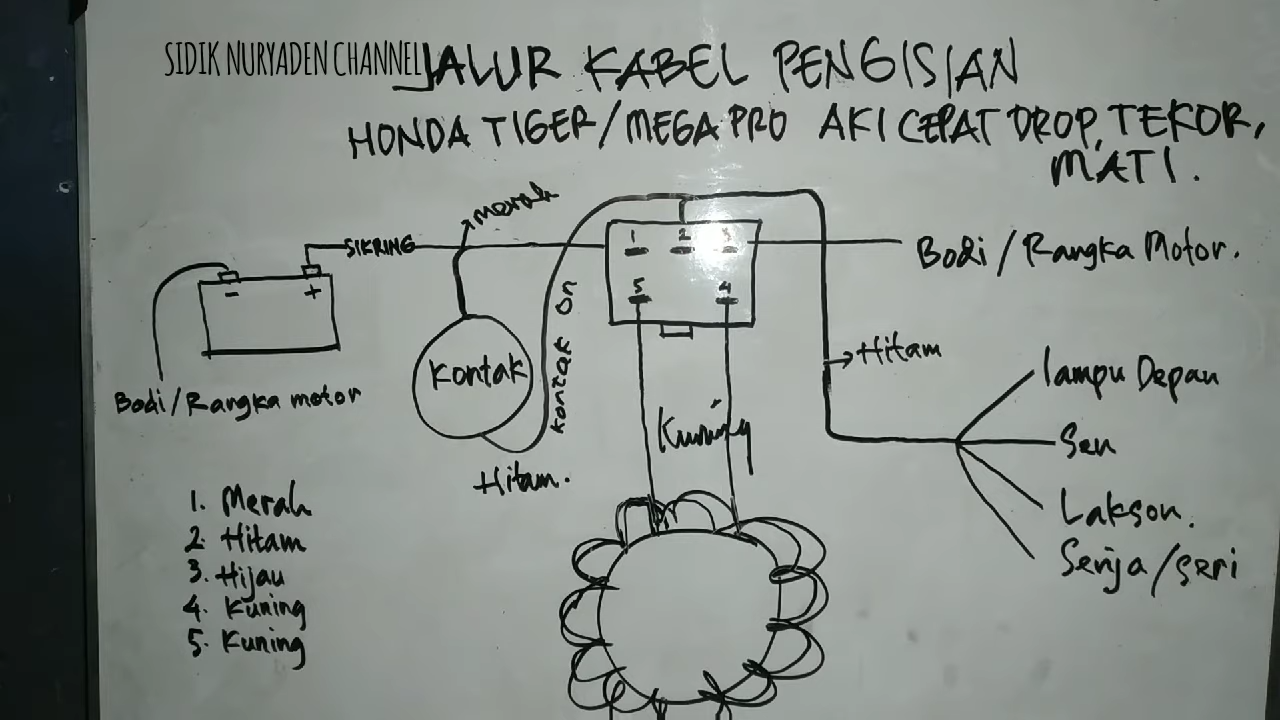 SIDIK NURYADEN CHANNEL
JALUR KABEL PENGISIAN
HONDA TIGER/MEGA PRO AKI CEPAT DROP, TEKOR,
MATI.
merah
SIKRING
1 2 3
5 4
- +
Bodi/Rangka Motor.
Kontak On
Kontak
Hitam
Bodi/Rangka motor
Kuning
Hitam.
lampu Depan
Sen
Lakson.
Senja/seri
1. Merah
2. Hitam
3. Hijau
4. Kuning
5. Kuning